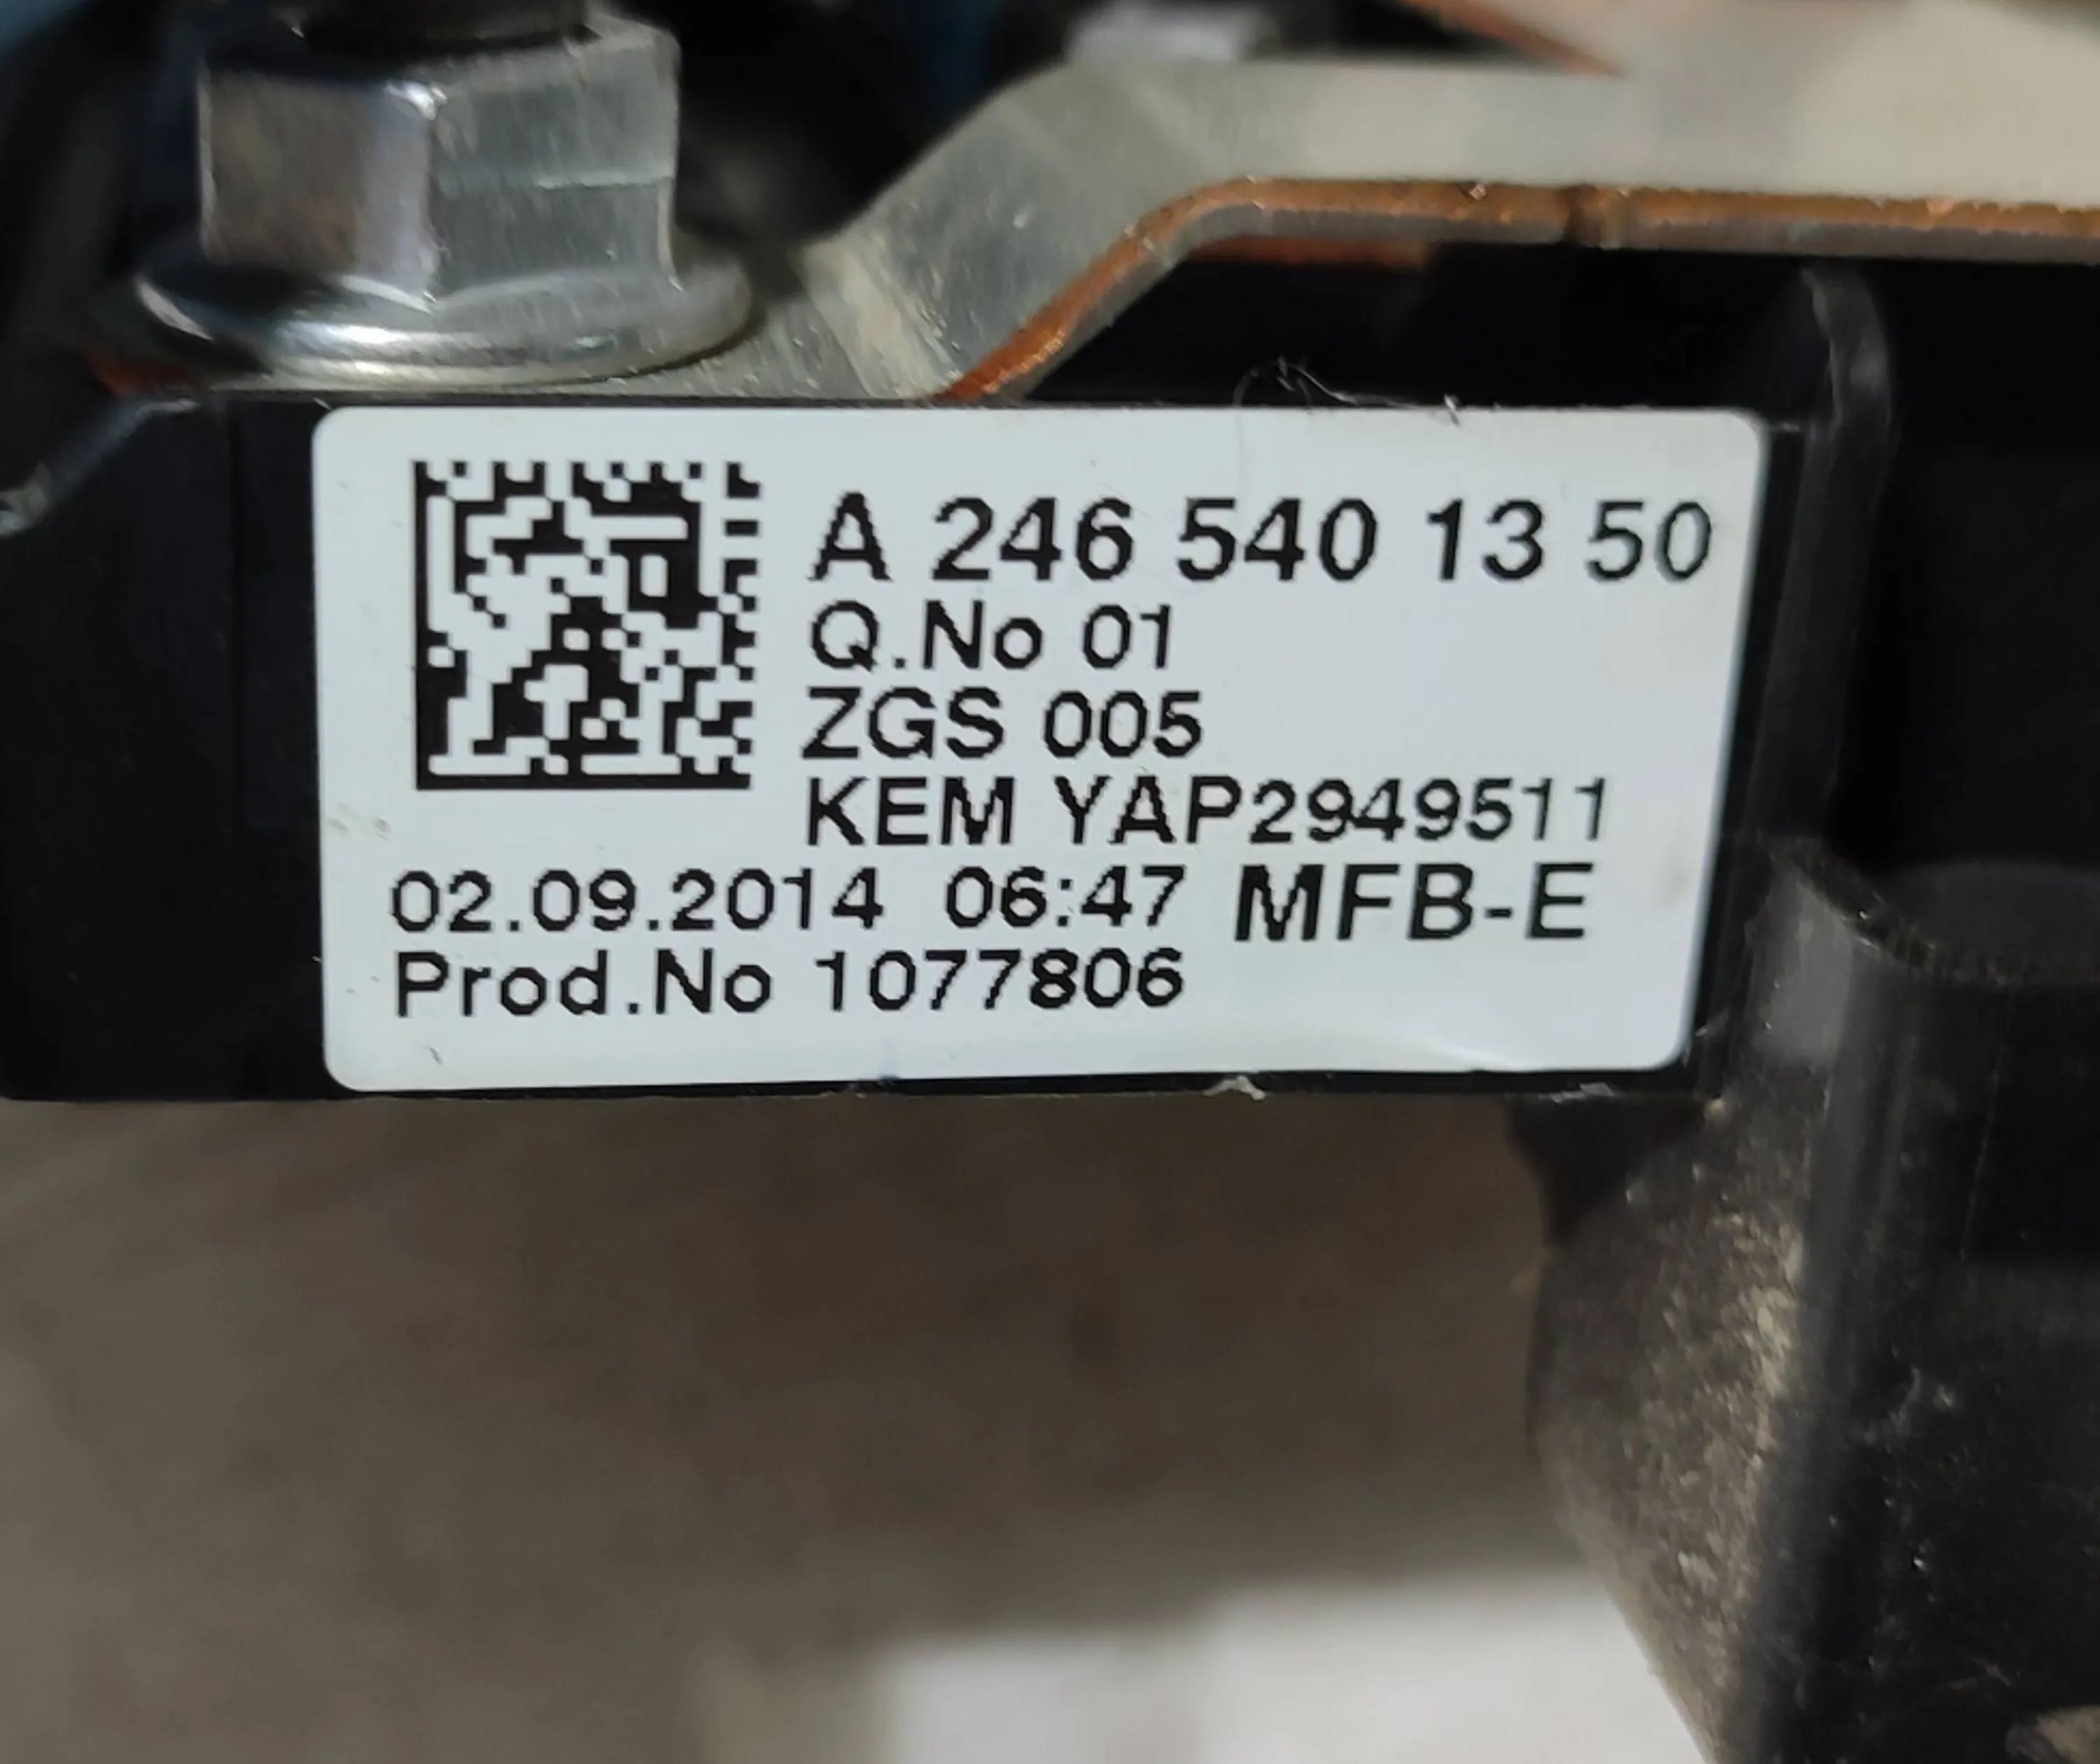 A 246 540 13 50
Q.No 01
ZGS 005
KEM YAP2949511
02.09.2014 06:47 MFB-E
Prod.No 1077806